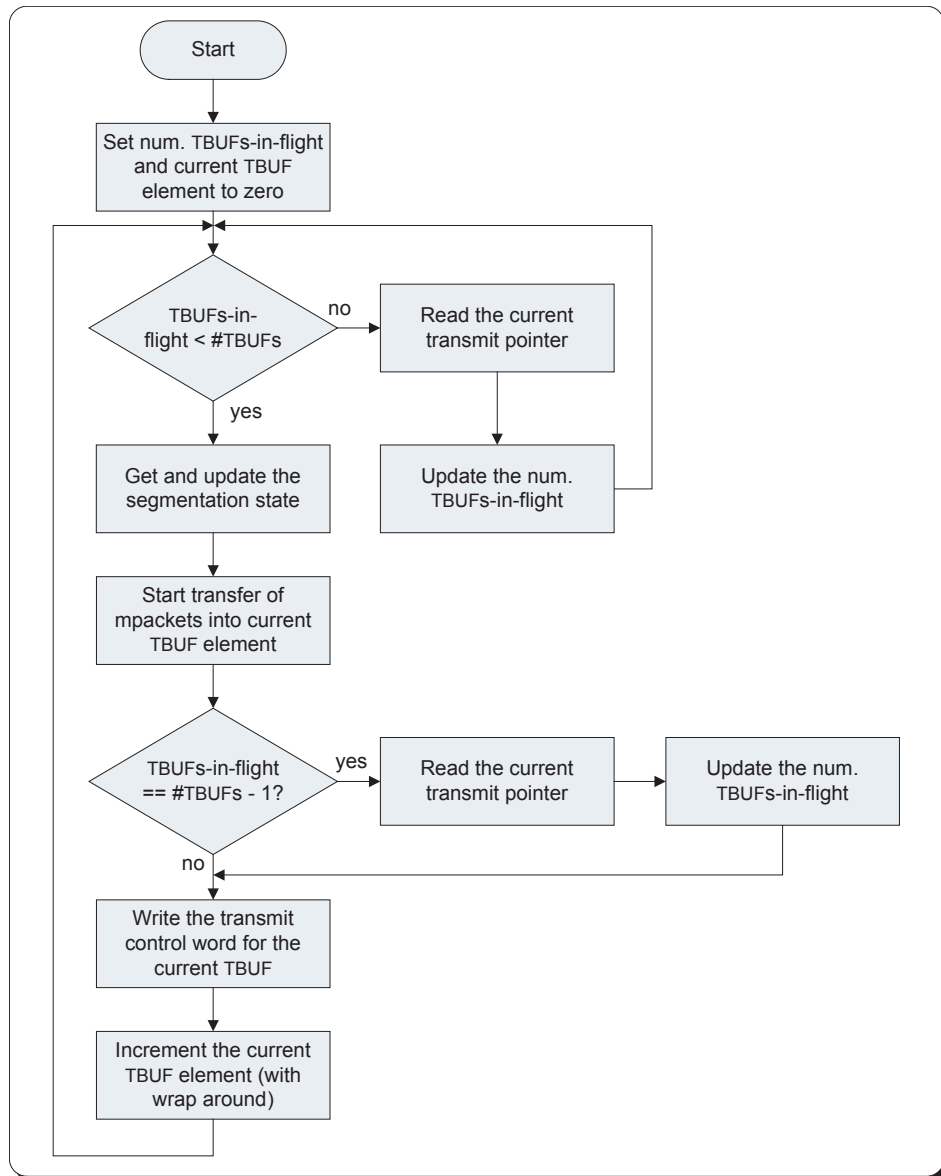 Start
Set num. TBUFs-in-flight
and current TBUF
element to zero
TBUFs-in-
flight < #TBUFs
no
Read the current
transmit pointer
yes
Get and update the
segmentation state
Update the num.
TBUFs-in-flight
Start transfer of
mpackets into current
TBUF element
TBUFs-in-flight
== #TBUFs - 1?
yes
Read the current
transmit pointer
Update the num.
TBUFs-in-flight
no
Write the transmit
control word for the
current TBUF
Increment the current
TBUF element (with
wrap around)